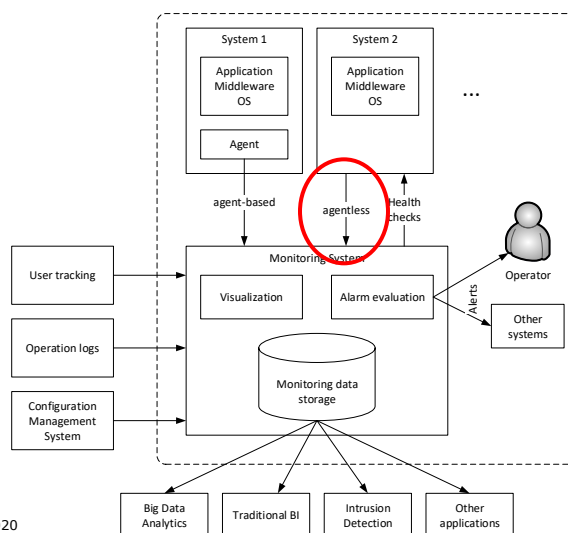 System 1
Application
Middleware
OS
Agent
System 2
Application
Middleware
OS
...
agent-based
agentless
Health
checks
Monitoring System
User tracking
Operation logs
Configuration
Management
System
Visualization
Alarm evaluation
Monitoring data
storage
Alerts
Operator
Other
systems
Big Data
Analytics
Traditional BI
Intrusion
Detection
Other
applications
20